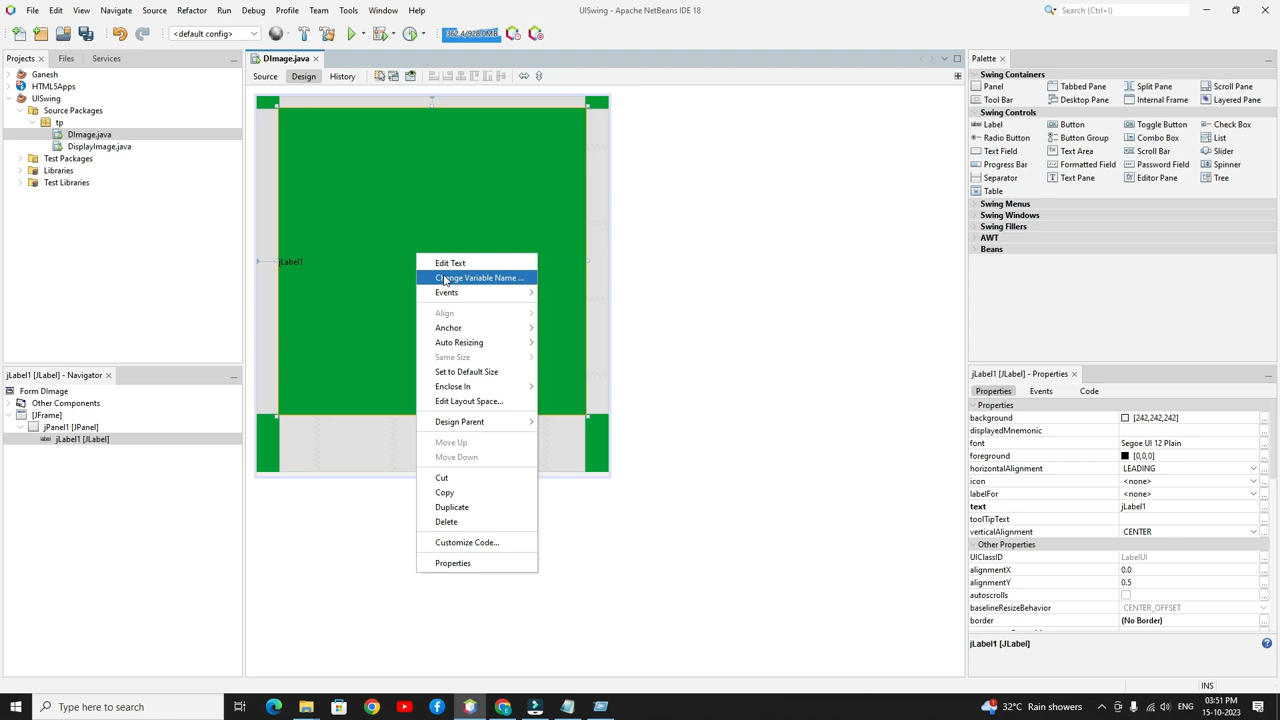 File Edit View Navigate Source Refactor Run Debug Profile Team Tools Window Help
UISwing - Apache NetBeans IDE 18
Search (Ctrl+I)
<default config>
362.4/928.0MB
Projects Files Services
Ganesh
HTML5Apps
UISwing
Source Packages
tp
DImage.java
DisplayImage.java
Test Packages
Libraries
Test Libraries
jLabel1 [JLabel] - Navigator
Form DImage
Other Components
[JFrame]
jPanel1 [JPanel]
jLabel1 [JLabel]
DImage.java
Source Design History
jLabel1
Edit Text
Change Variable Name ...
Events
Align
Anchor
Auto Resizing
Same Size
Set to Default Size
Enclose In
Edit Layout Space...
Design Parent
Move Up
Move Down
Cut
Copy
Duplicate
Delete
Customize Code...
Properties
Palette
Swing Containers
Panel Tabbed Pane Split Pane Scroll Pane
Tool Bar Desktop Pane Internal Frame Layered Pane
Swing Controls
Label Button Toggle Button Check Box
Radio Button Button Group Combo Box List
Text Field Text Area Scroll Bar Slider
Progress Bar Formatted Field Password Field Spinner
Separator Text Pane Editor Pane Tree
Table
Swing Menus
Swing Windows
Swing Fillers
AWT
Beans
jLabel1 [JLabel] - Properties
Properties Events Code
Properties
background [242,242,242]
displayedMnemonic
font Segoe UI 12 Plain
foreground [0,0,0]
horizontalAlignment LEADING
icon <none>
labelFor <none>
text jLabel1
toolTipText
verticalAlignment CENTER
Other Properties
UIClassID LabelUI
alignmentX 0.0
alignmentY 0.5
autoscrolls
baselineResizeBehavior CENTER_OFFSET
border (No Border)
jLabel1 [JLabel]
INS
Type here to search
32°C Rain showers
ENG
03:51 PM
15-10-2023